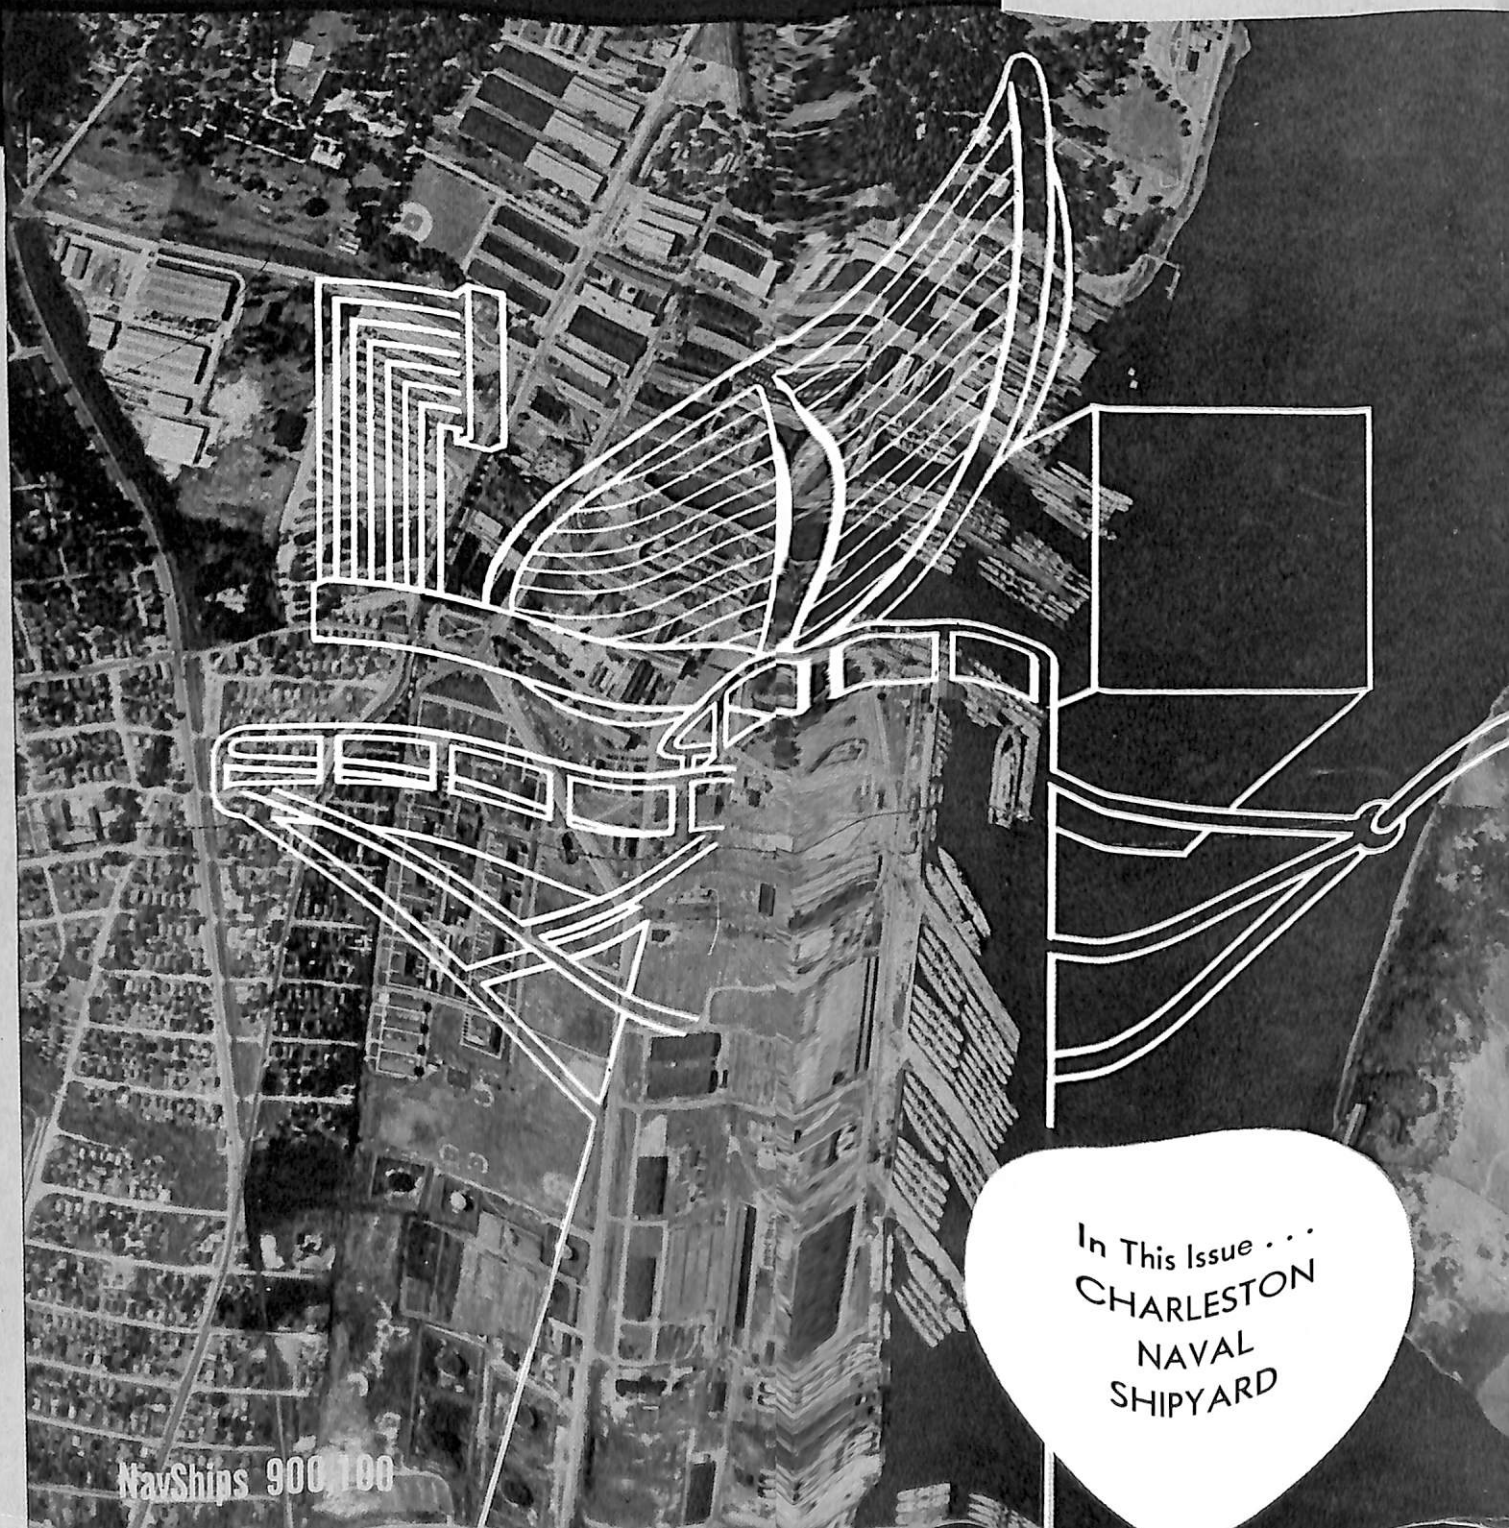 In This Issue . . .
CHARLESTON
NAVAL
SHIPYARD
NavShips 900,100